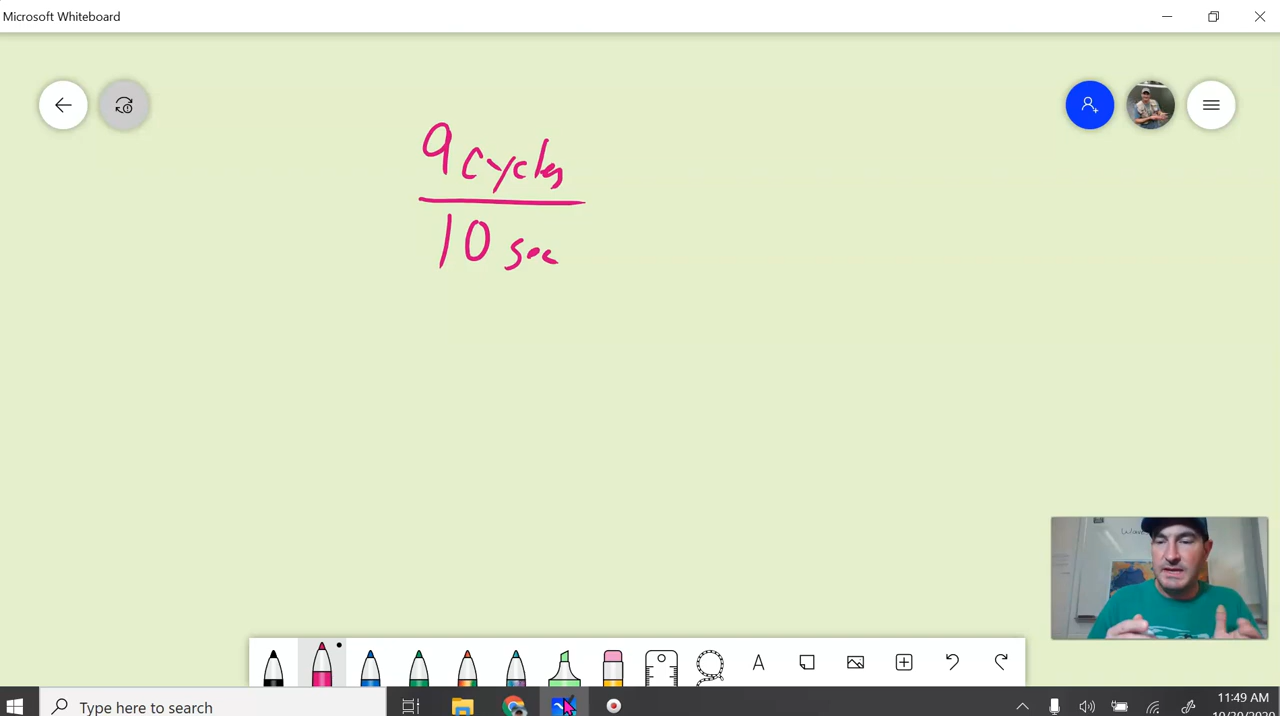 Microsoft Whiteboard
9 cycles
10 sec
A
Type here to search
11:49 AM